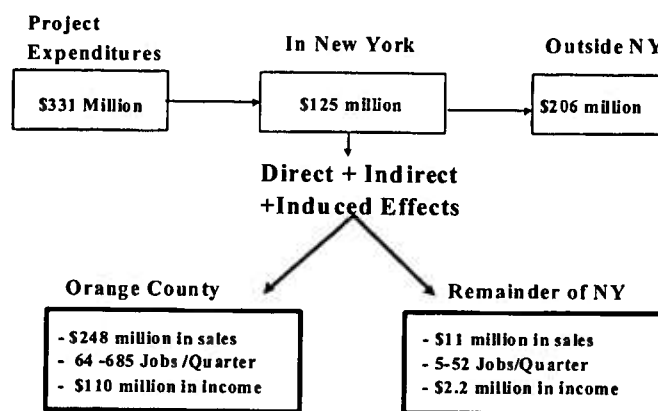 Project
Expenditures
In New York
Outside NY
$331 Million
$125 million
$206 million
Direct + Indirect
+Induced Effects
Orange County
Remainder of NY
- $248 million in sales
- 64 -685 Jobs/Quarter
- $110 million in income
- $11 million in sales
- 5-52 Jobs/Quarter
- $2.2 million in income